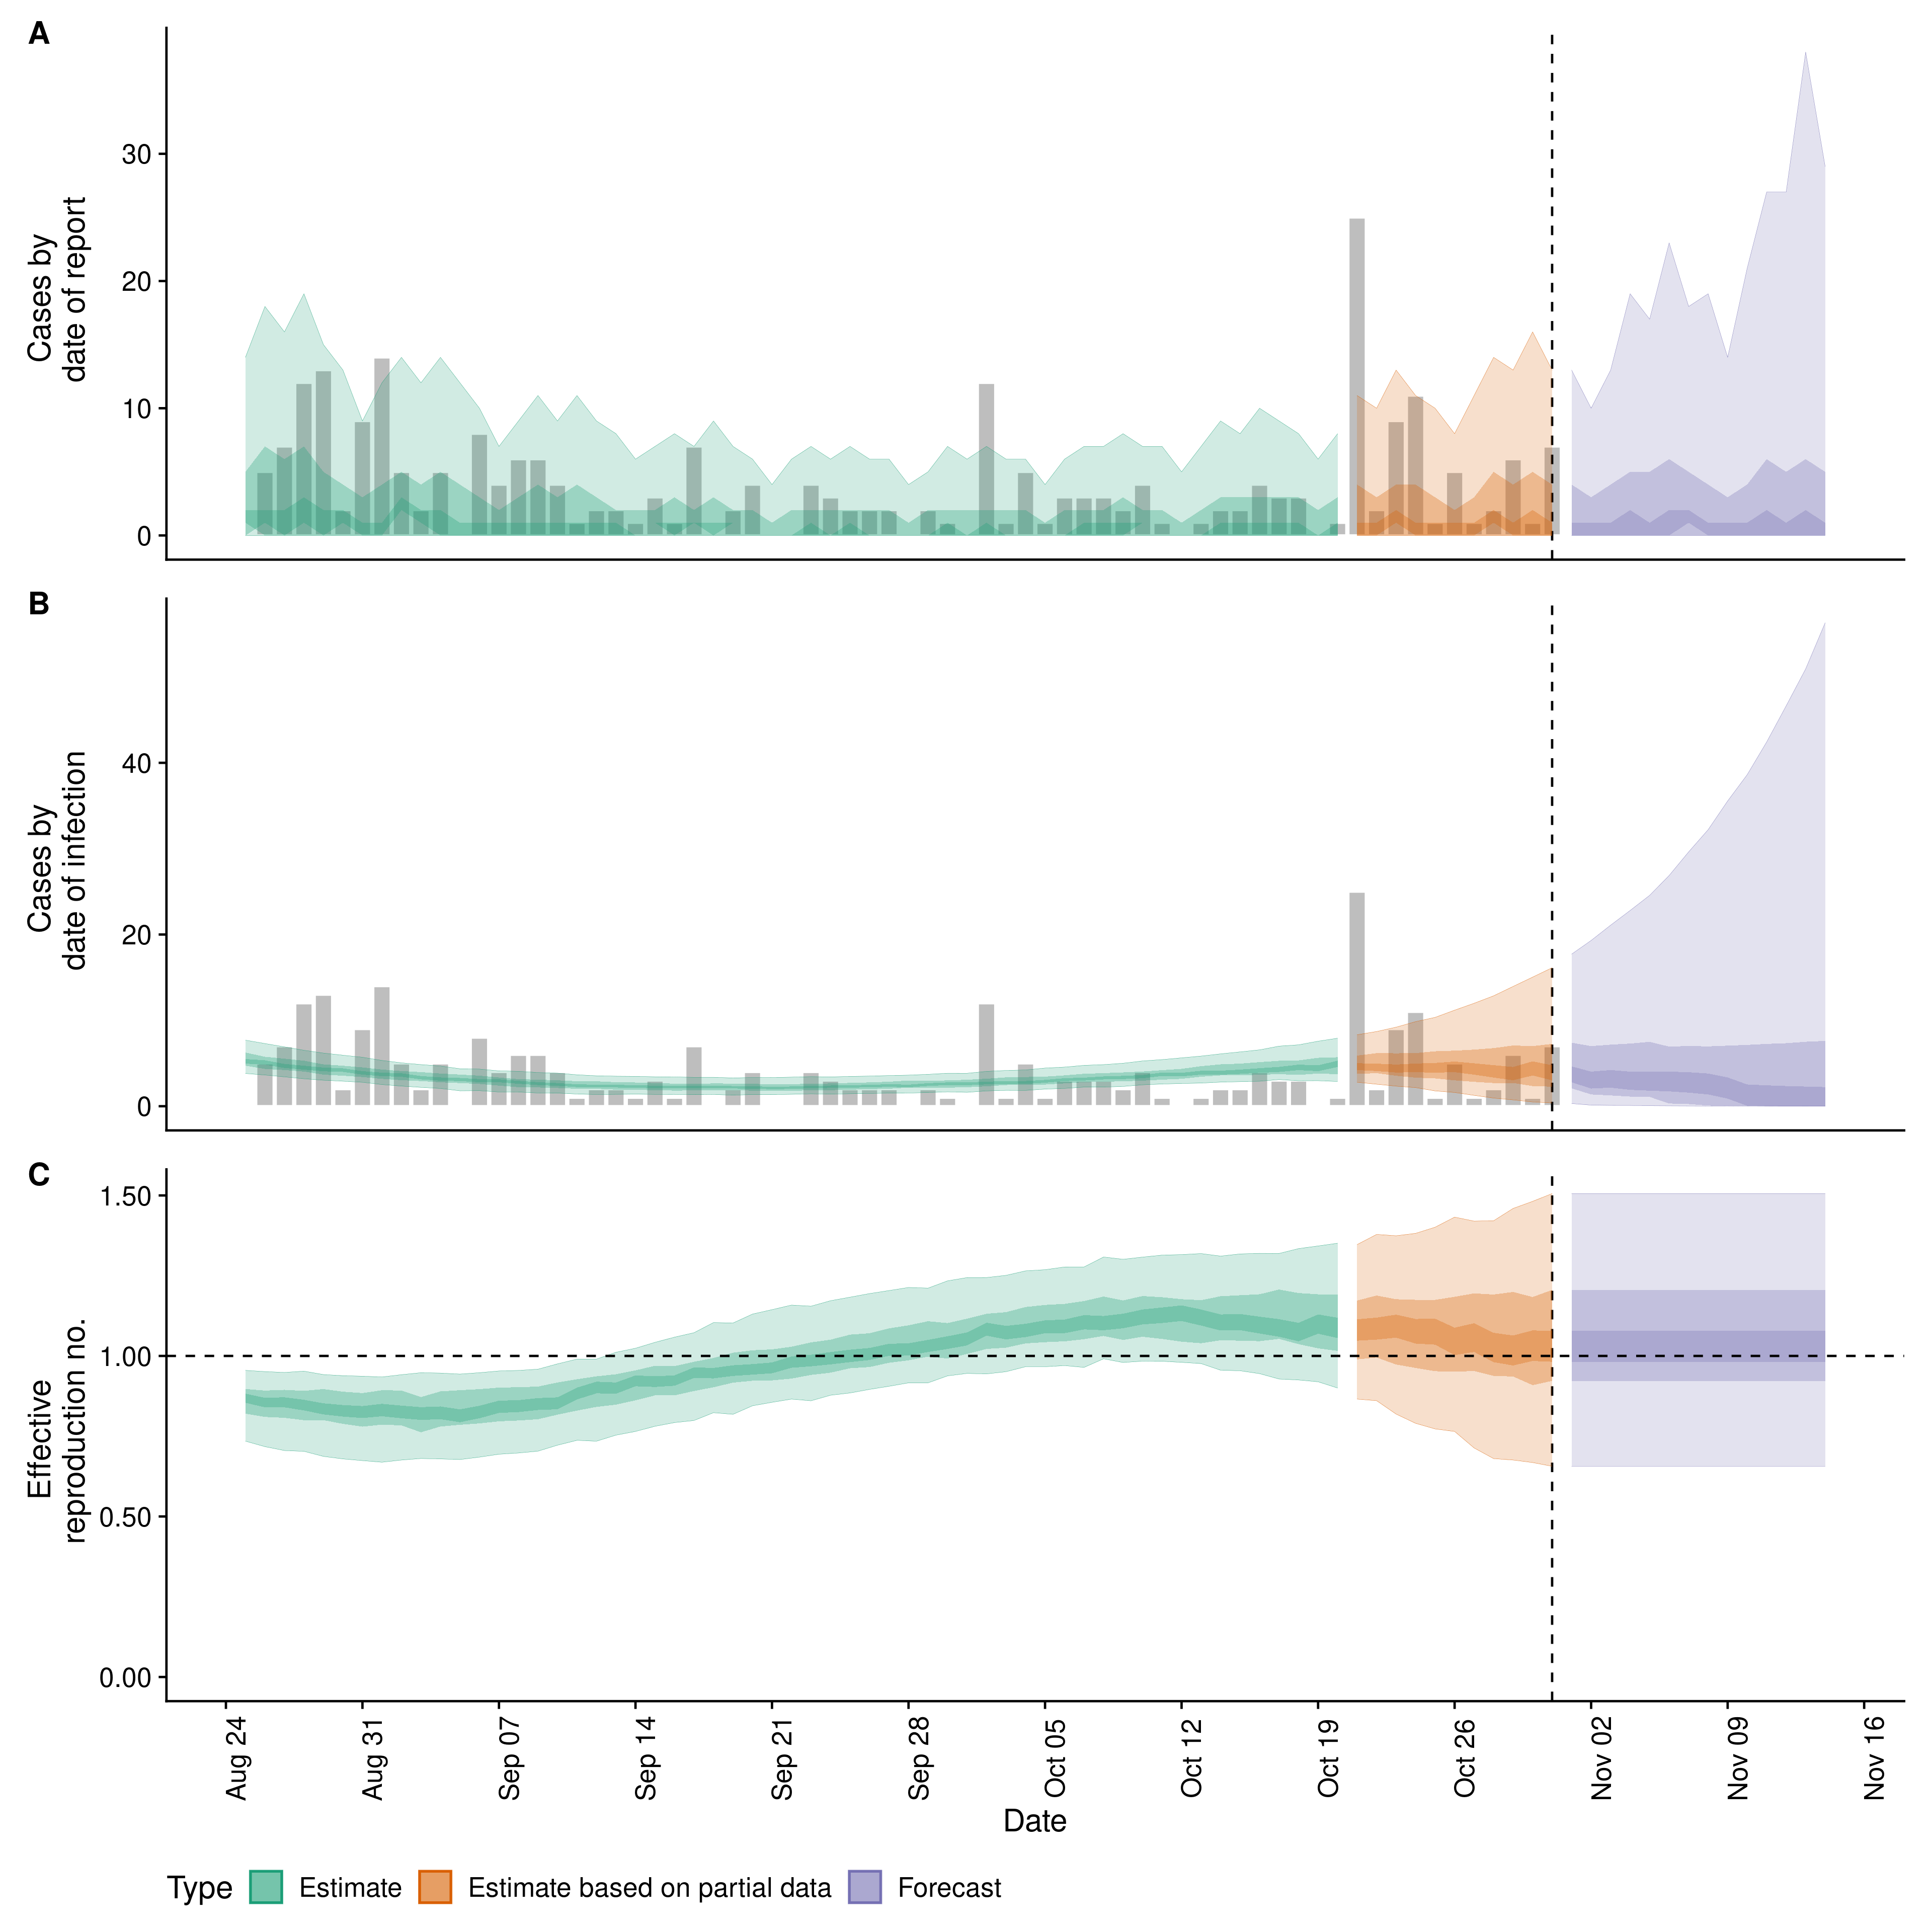 A
Cases by
date of report
30
20
10
0
B
Cases by
date of infection
40
20
0
C
Effective
reproduction no.
1.50
1.00
0.50
0.00
Aug 24
Aug 31
Sep 07
Sep 14
Sep 21
Sep 28
Oct 05
Oct 12
Oct 19
Oct 26
Nov 02
Nov 09
Nov 16
Date
Type Estimate Estimate based on partial data Forecast